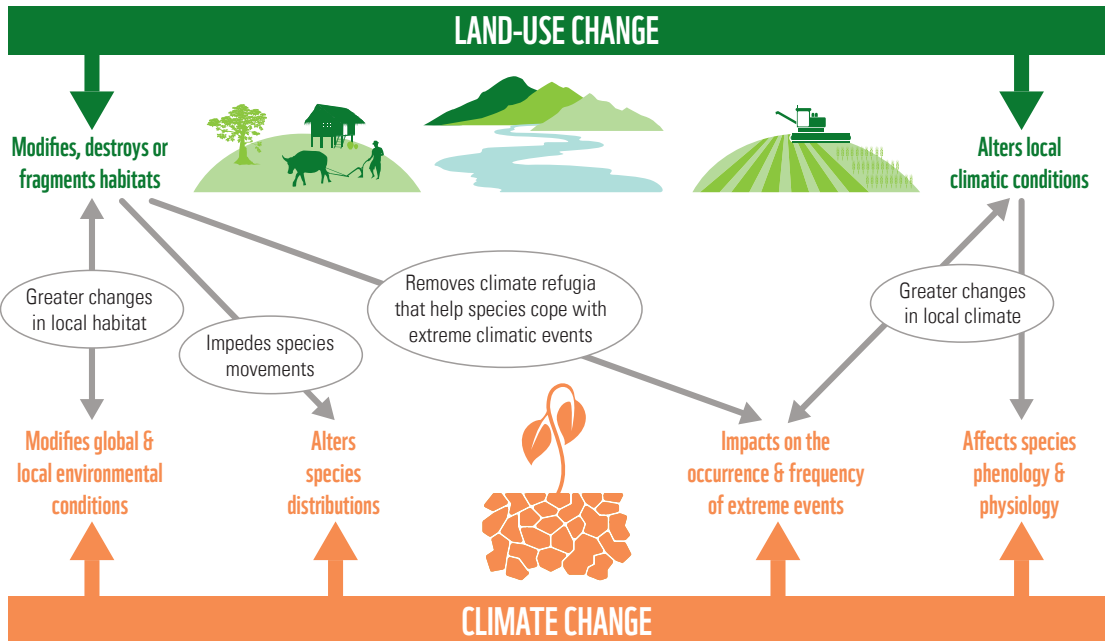 LAND-USE CHANGE
Modifies, destroys or
fragments habitats
Alters local
climatic conditions
Greater changes
in local habitat
Impedes species
movements
Removes climate refugia
that help species cope with
extreme climatic events
Greater changes
in local climate
Modifies global &
local environmental
conditions
Alters
species
distributions
Impacts on the
occurrence & frequency
of extreme events
Affects species
phenology &
physiology
CLIMATE CHANGE